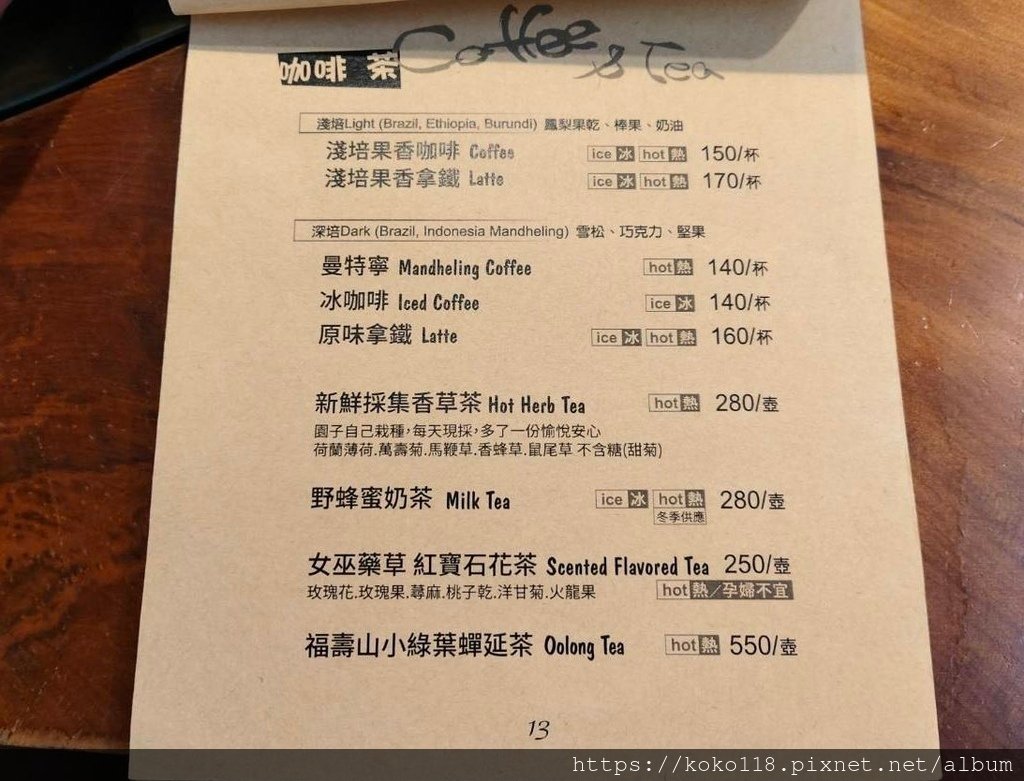 咖啡 茶 Coffee & Tea
淺焙Light (Brazil, Ethiopia, Burundi) 鳳梨果乾、榛果、奶油
淺培果香咖啡 Coffee ice 冰 hot 熱 150/杯
淺培果香拿鐵 Latte ice 冰 hot 熱 170/杯
深焙Dark (Brazil, Indonesia Mandheling) 雪松、巧克力、堅果
曼特寧 Mandheling Coffee hot 熱 140/杯
冰咖啡 Iced Coffee ice 冰 140/杯
原味拿鐵 Latte ice 冰 hot 熱 160/杯
新鮮採集香草茶 Hot Herb Tea hot 熱 280/壺
園子自己栽種,每天現採,多了一份愉悅安心
荷蘭薄荷.萬壽菊.馬鞭草.香蜂草.鼠尾草 不含糖(甜菊)
野蜂蜜奶茶 Milk Tea ice 冰 hot 熱 280/壺
冬季供應
女巫藥草 紅寶石花茶 Scented Flavored Tea 250/壺
玫瑰花.玫瑰果.蕁麻.桃子乾.洋甘菊.火龍果 hot 熱/孕婦不宜
福壽山小綠葉蟬延茶 Oolong Tea hot 熱 550/壺
13
https://koko118.pixnet.net/album